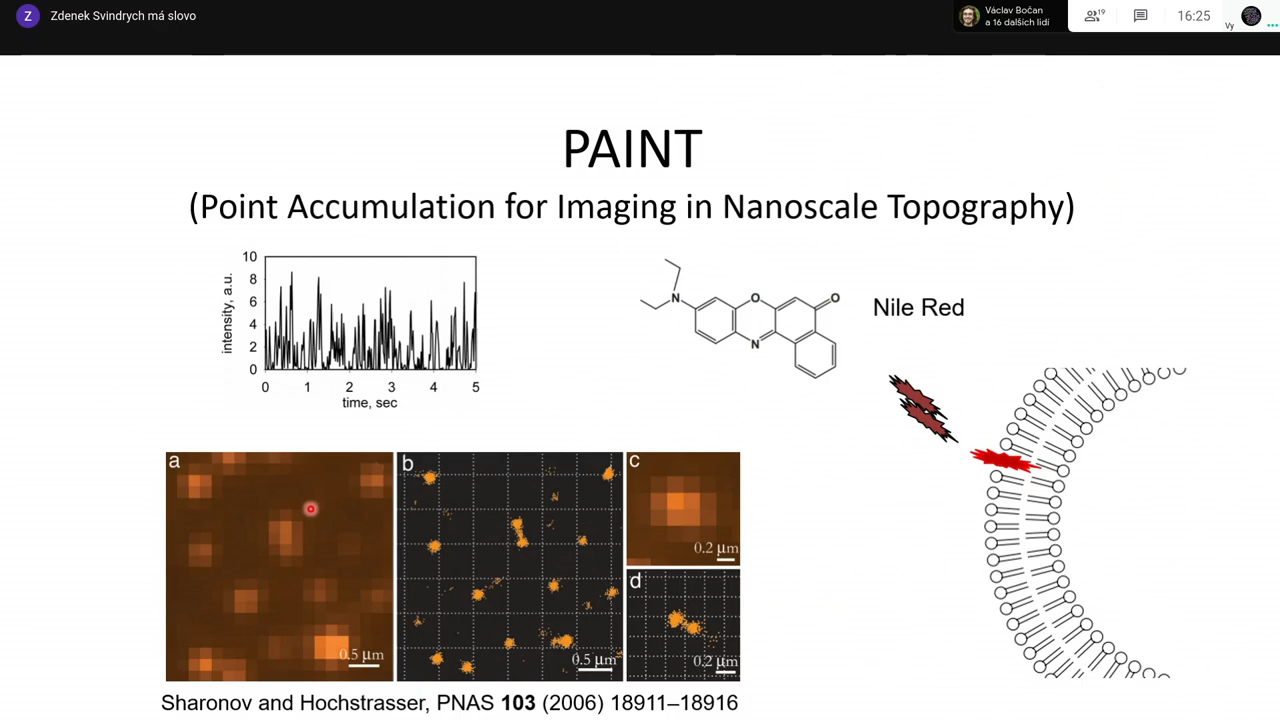 Z
Zdenek Svindrych má slovo
Václav Bočan
a 16 dalších lidí
19
16:25
Vy
PAINT
(Point Accumulation for Imaging in Nanoscale Topography)
intensity, a.u.
10
8
6
4
2
0
0 1 2 3 4 5
time, sec
N
O
O
N
Nile Red
a
0.5 µm
b
0.5 µm
c
0.2 µm
d
0.2 µm
Sharonov and Hochstrasser, PNAS 103 (2006) 18911–18916